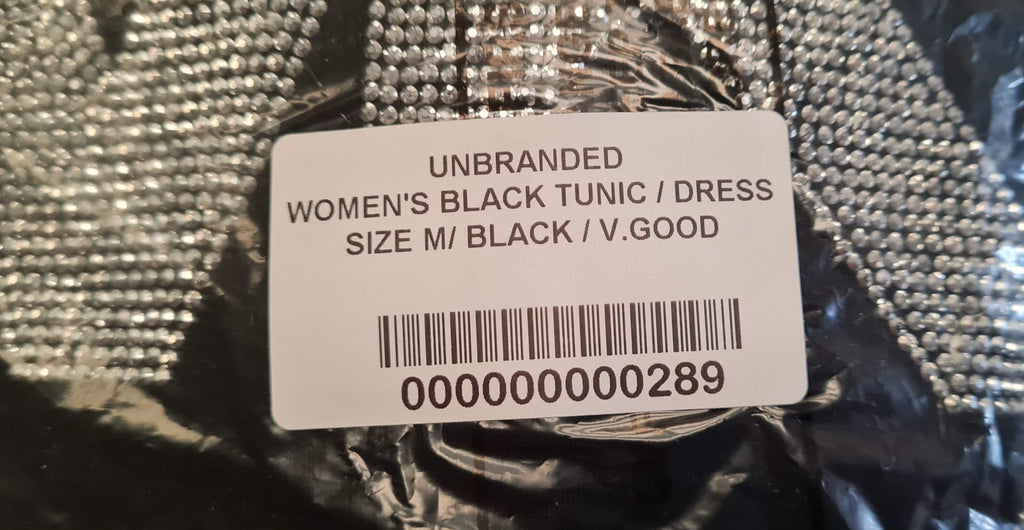 UNBRANDED
WOMEN'S BLACK TUNIC / DRESS
SIZE M/ BLACK / V.GOOD
000000000289